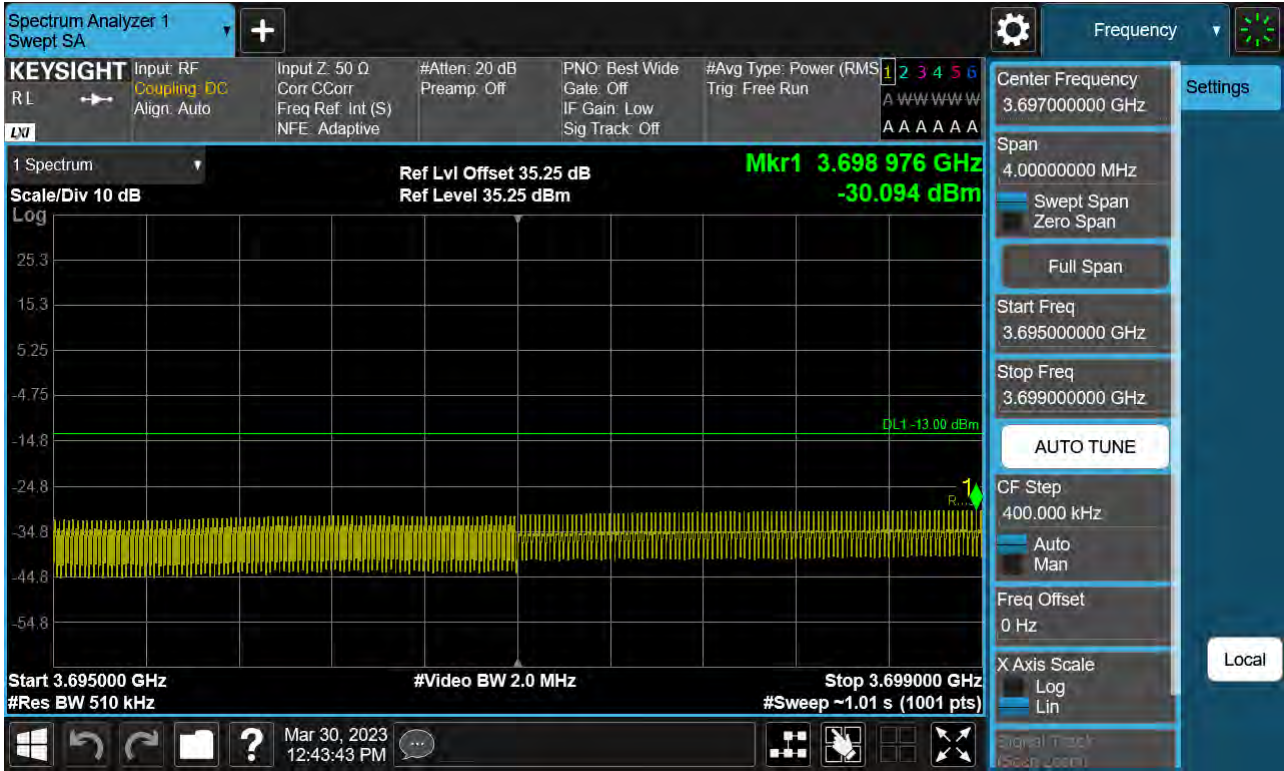 Spectrum Analyzer 1
Swept SA
Frequency
KEYSIGHT
R L
LXI
Input: RF
Coupling: DC
Align: Auto
Input Z: 50 Ω
Corr CCorr
Freq Ref: Int (S)
NFE: Adaptive
#Atten: 20 dB
Preamp: Off
PNO: Best Wide
Gate: Off
IF Gain: Low
Sig Track: Off
#Avg Type: Power (RMS
Trig: Free Run
1 2 3 4 5 6
A W W W W W
A A A A A A
1 Spectrum
Scale/Div 10 dB
Log
Ref Lvl Offset 35.25 dB
Ref Level 35.25 dBm
Mkr1 3.698 976 GHz
-30.094 dBm
25.3
15.3
5.25
-4.75
DL1 -13.00 dBm
-14.8
-24.8
1
R...
-34.8
-44.8
-54.8
Start 3.695000 GHz
#Video BW 2.0 MHz
Stop 3.699000 GHz
#Res BW 510 kHz
#Sweep ~1.01 s (1001 pts)
Center Frequency
3.697000000 GHz
Settings
Span
4.00000000 MHz
Swept Span
Zero Span
Full Span
Start Freq
3.695000000 GHz
Stop Freq
3.699000000 GHz
AUTO TUNE
CF Step
400.000 kHz
Auto
Man
Freq Offset
0 Hz
X Axis Scale
Log
Lin
Signal Track
(Span Zoom)
Local
?
Mar 30, 2023
12:43:43 PM